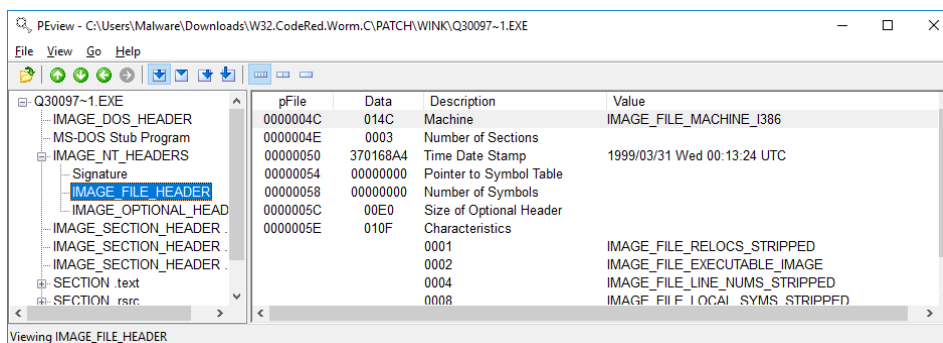 PEview - C:\Users\Malware\Downloads\W32.CodeRed.Worm.C\PATCH\WINK\Q30097~1.EXE
File View Go Help
Q30097~1.EXE
IMAGE_DOS_HEADER
MS-DOS Stub Program
IMAGE_NT_HEADERS
Signature
IMAGE_FILE_HEADER
IMAGE_OPTIONAL_HEAD
IMAGE_SECTION_HEADER .
IMAGE_SECTION_HEADER .
IMAGE_SECTION_HEADER .
SECTION .text
SECTION .rsrc
pFile Data Description Value
0000004C 014C Machine IMAGE_FILE_MACHINE_I386
0000004E 0003 Number of Sections
00000050 370168A4 Time Date Stamp 1999/03/31 Wed 00:13:24 UTC
00000054 00000000 Pointer to Symbol Table
00000058 00000000 Number of Symbols
0000005C 00E0 Size of Optional Header
0000005E 010F Characteristics
0001 IMAGE_FILE_RELOCS_STRIPPED
0002 IMAGE_FILE_EXECUTABLE_IMAGE
0004 IMAGE_FILE_LINE_NUMS_STRIPPED
0008 IMAGE_FILE_LOCAL_SYMS_STRIPPED
Viewing IMAGE_FILE_HEADER